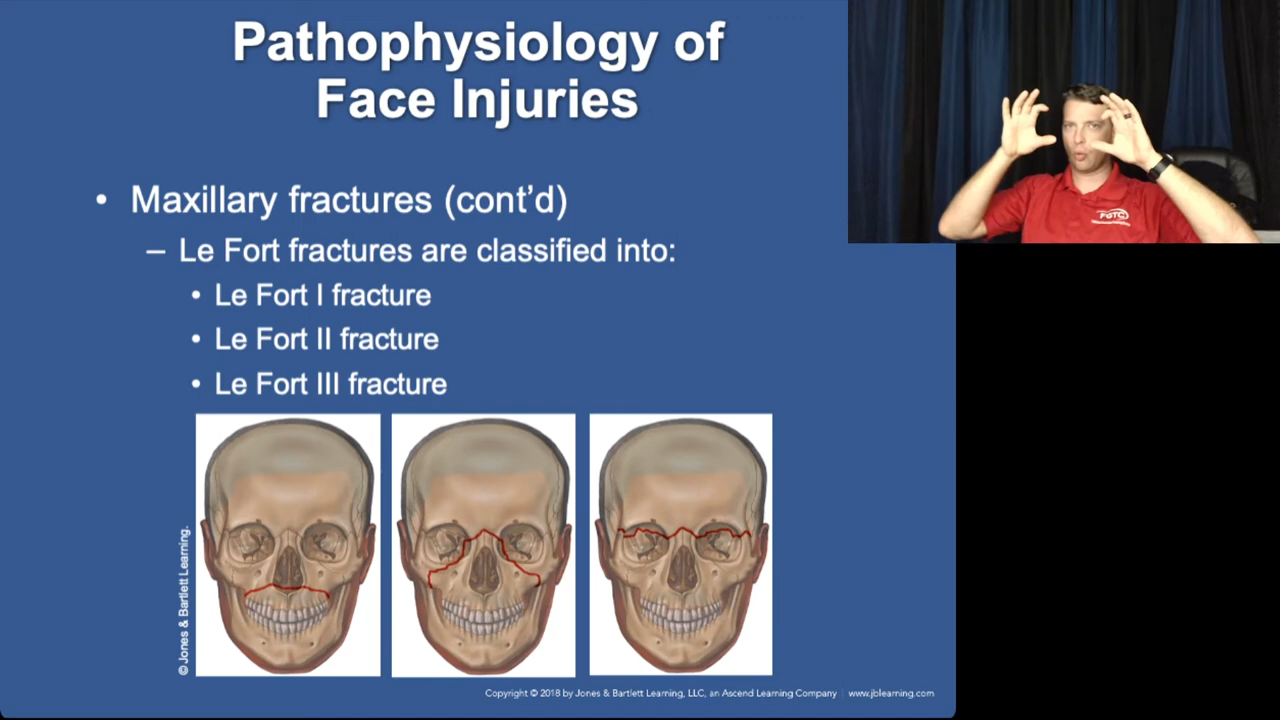 Pathophysiology of
Face Injuries
• Maxillary fractures (cont’d)
– Le Fort fractures are classified into:
• Le Fort I fracture
• Le Fort II fracture
• Le Fort III fracture
© Jones & Bartlett Learning.
Copyright © 2018 by Jones & Bartlett Learning, LLC, an Ascend Learning Company | www.jblearning.com